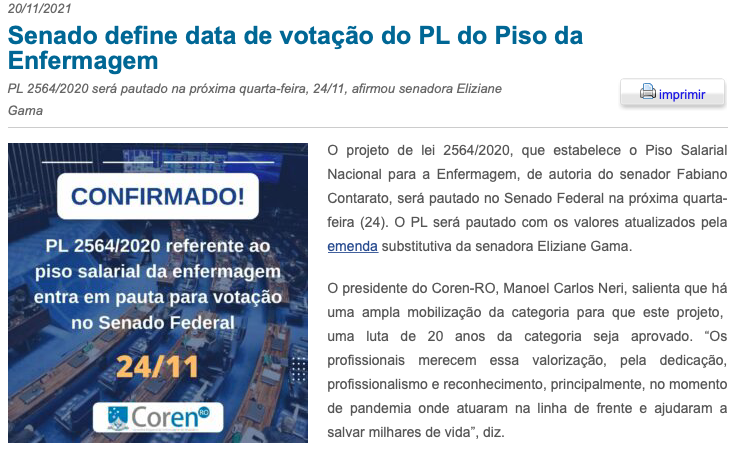 20/11/2021
Senado define data de votação do PL do Piso da
Enfermagem
PL 2564/2020 será pautado na próxima quarta-feira, 24/11, afirmou senadora Eliziane
Gama
imprimir
CONFIRMADO!
PL 2564/2020 referente ao
piso salarial da enfermagem
entra em pauta para votação
no Senado Federal
24/11
Coren RO
O projeto de lei 2564/2020, que estabelece o Piso Salarial
Nacional para a Enfermagem, de autoria do senador Fabiano
Contarato, será pautado no Senado Federal na próxima quarta-
feira (24). O PL será pautado com os valores atualizados pela
emenda substitutiva da senadora Eliziane Gama.
O presidente do Coren-RO, Manoel Carlos Neri, salienta que há
uma ampla mobilização da categoria para que este projeto,
uma luta de 20 anos da categoria seja aprovado. “Os
profissionais merecem essa valorização, pela dedicação,
profissionalismo e reconhecimento, principalmente, no momento
de pandemia onde atuaram na linha de frente e ajudaram a
salvar milhares de vida”, diz.